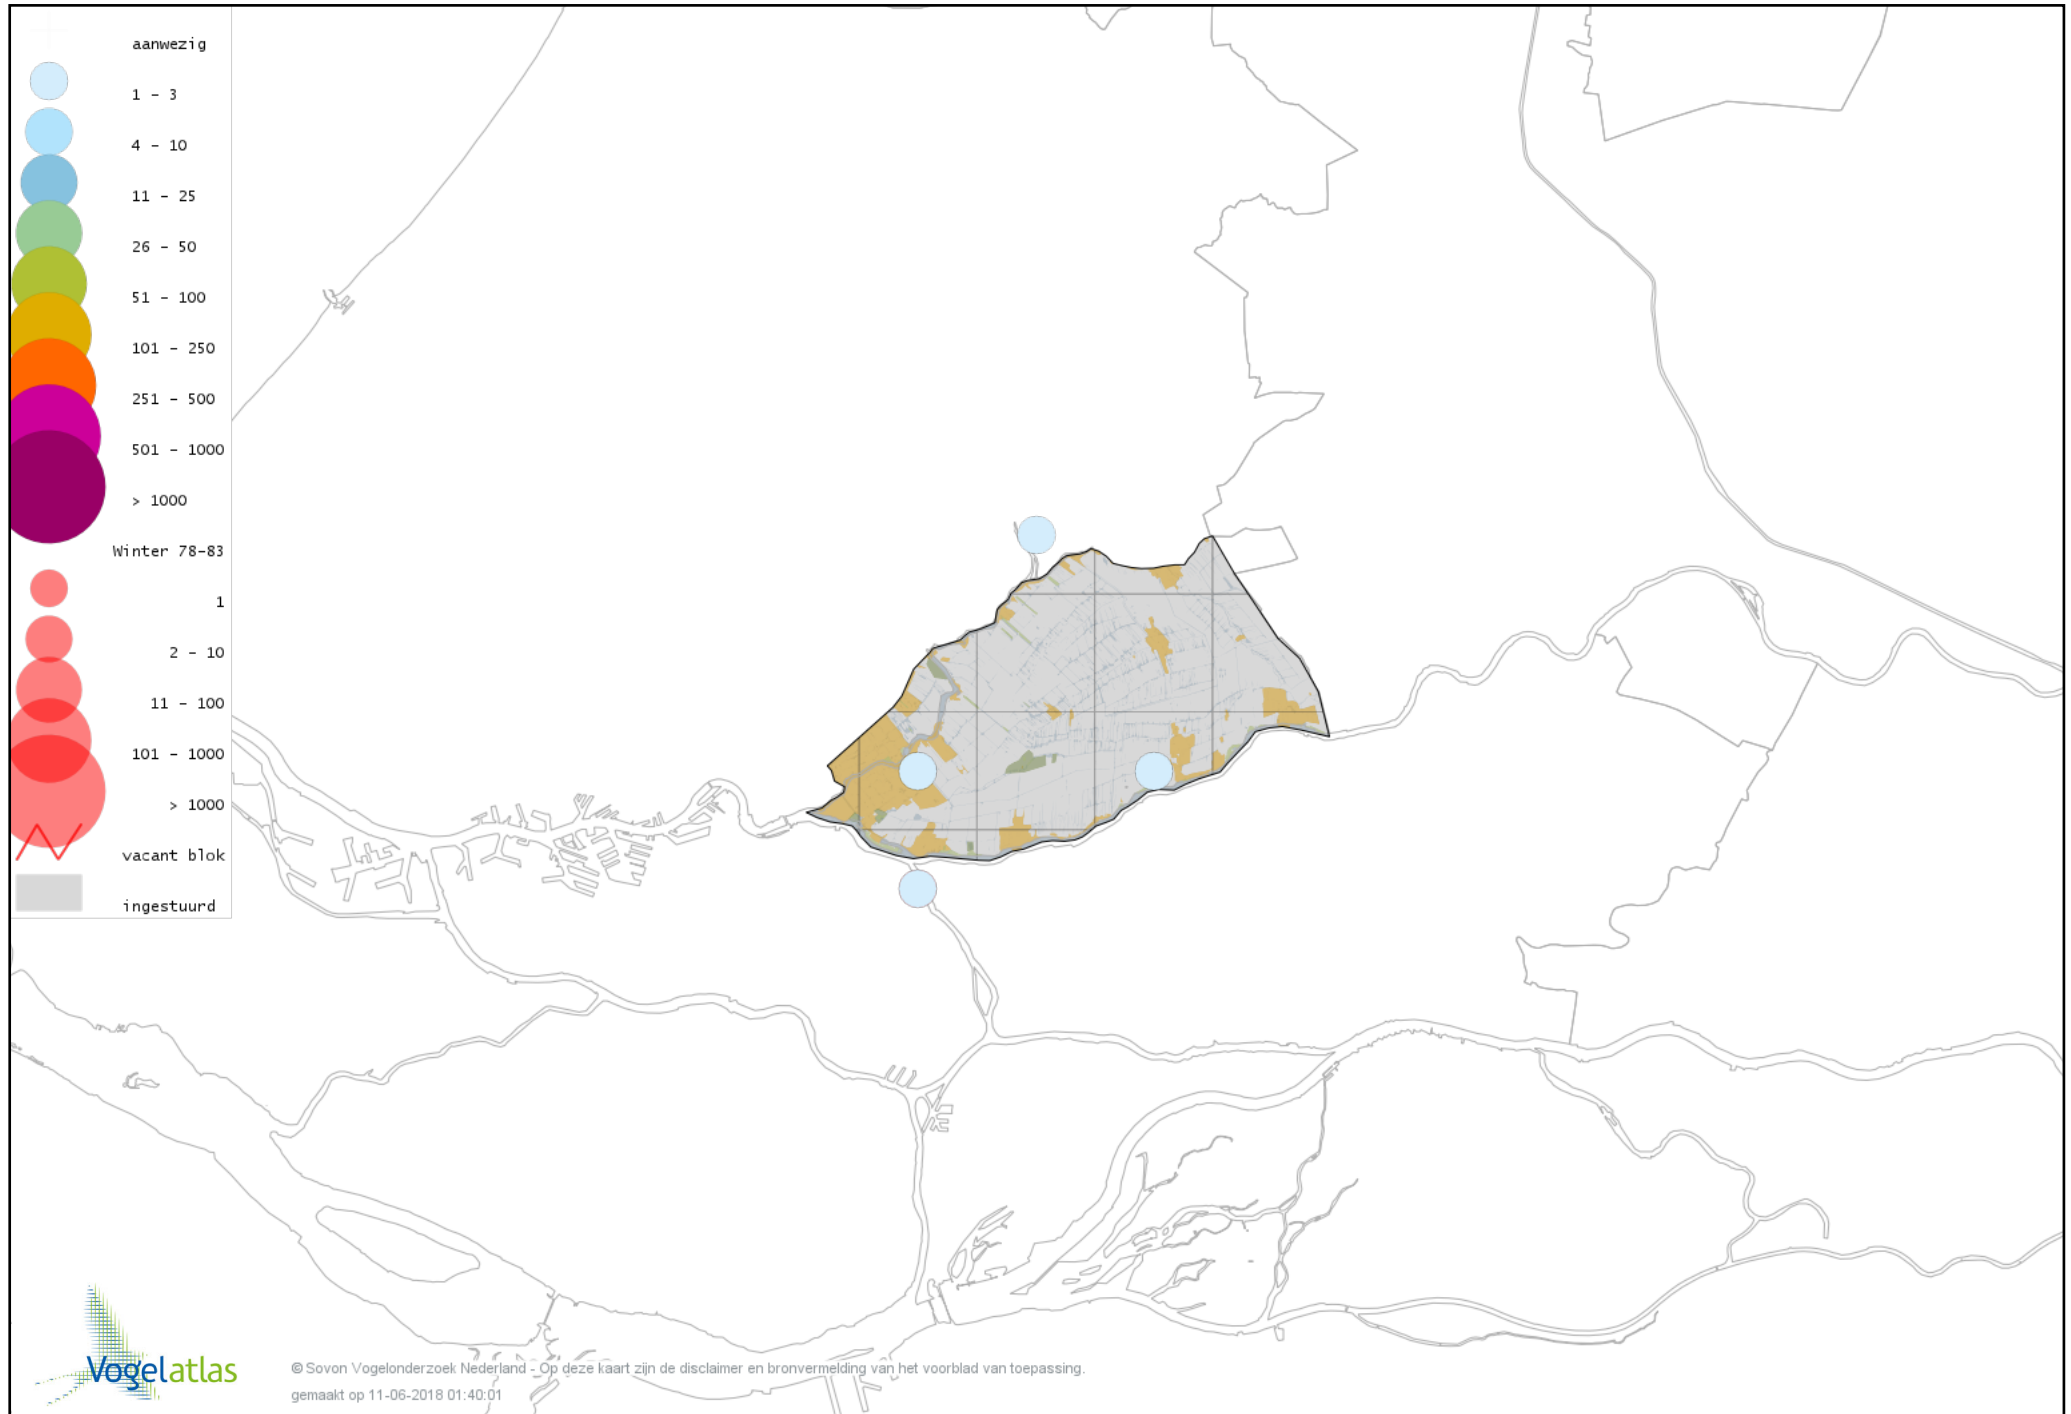 aanwezig
1 - 3
4 - 10
11 - 25
26 - 50
51 - 100
101 - 250
251 - 500
501 - 1000
> 1000
Winter 78-83
1
2 - 10
11 - 100
101 - 1000
> 1000
vacant blok
ingestuurd
Vogelatlas
© Sovon Vogelonderzoek Nederland - Op deze kaart zijn de disclaimer en bronvermelding van het voorblad van toepassing.
gemaakt op 11-06-2018 01:40:01